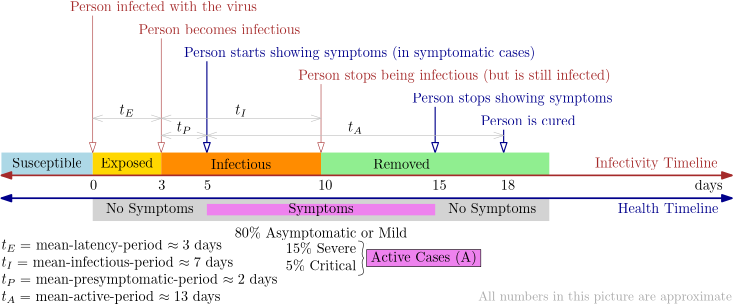 Person infected with the virus
Person becomes infectious
Person starts showing symptoms (in symptomatic cases)
Person stops being infectious (but is still infected)
Person stops showing symptoms
Person is cured
t_E
t_I
t_P
t_A
Susceptible Exposed Infectious Removed Infectivity Timeline
0 3 5 10 15 18 days
No Symptoms Symptoms No Symptoms Health Timeline
80% Asymptomatic or Mild
15% Severe
5% Critical
Active Cases (A)
t_E = mean-latency-period ≈ 3 days
t_I = mean-infectious-period ≈ 7 days
t_P = mean-presymptomatic-period ≈ 2 days
t_A = mean-active-period ≈ 13 days
All numbers in this picture are approximate